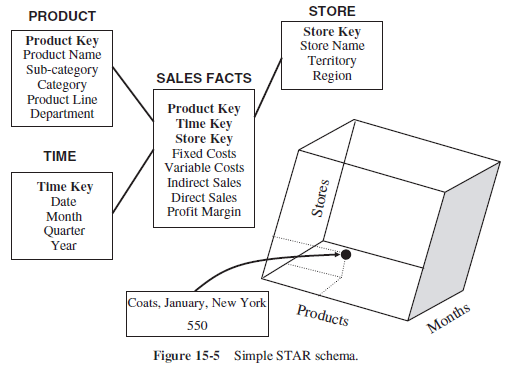 PRODUCT
Product Key
Product Name
Sub-category
Category
Product Line
Department
TIME
Time Key
Date
Month
Quarter
Year
SALES FACTS
Product Key
Time Key
Store Key
Fixed Costs
Variable Costs
Indirect Sales
Direct Sales
Profit Margin
STORE
Store Key
Store Name
Territory
Region
Stores
Products
Months
Coats, January, New York
550
Figure 15-5 Simple STAR schema.